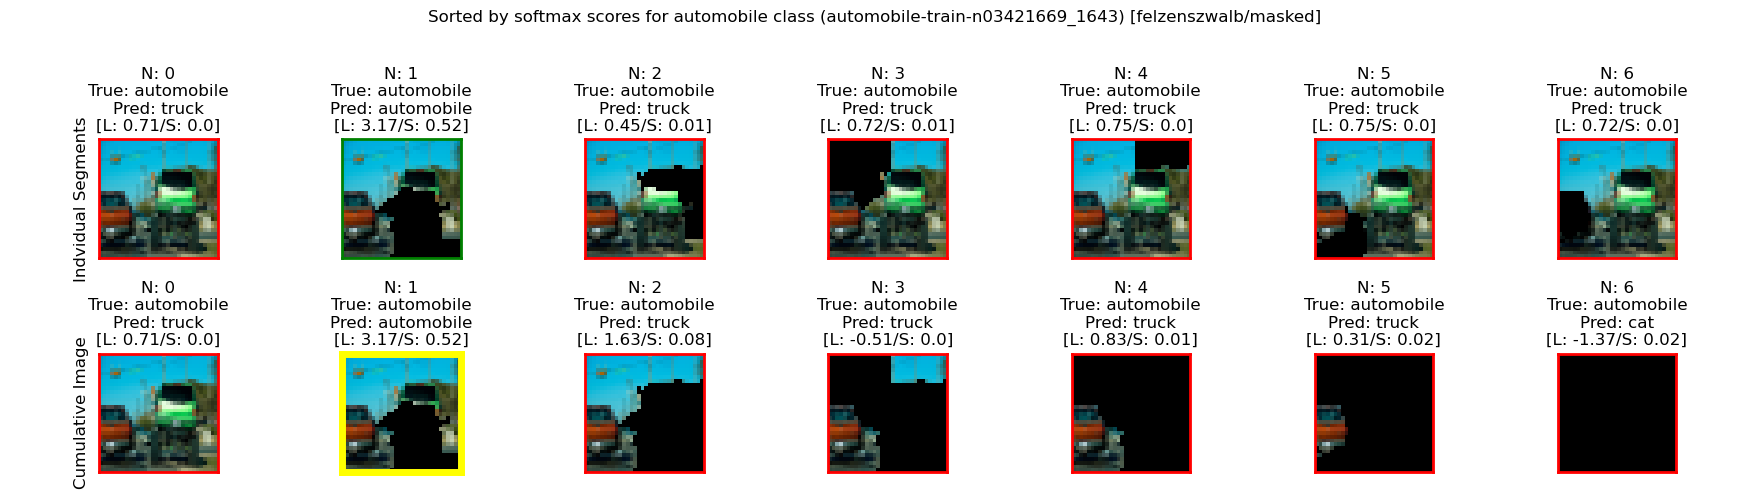 Sorted by softmax scores for automobile class (automobile-train-n03421669_1643) [felzenszwalb/masked]
Indvidual Segments
N: 0
True: automobile
Pred: truck
[L: 0.71/S: 0.0]
N: 1
True: automobile
Pred: automobile
[L: 3.17/S: 0.52]
N: 2
True: automobile
Pred: truck
[L: 0.45/S: 0.01]
N: 3
True: automobile
Pred: truck
[L: 0.72/S: 0.01]
N: 4
True: automobile
Pred: truck
[L: 0.75/S: 0.0]
N: 5
True: automobile
Pred: truck
[L: 0.75/S: 0.0]
N: 6
True: automobile
Pred: truck
[L: 0.72/S: 0.0]
Cumulative Image
N: 0
True: automobile
Pred: truck
[L: 0.71/S: 0.0]
N: 1
True: automobile
Pred: automobile
[L: 3.17/S: 0.52]
N: 2
True: automobile
Pred: truck
[L: 1.63/S: 0.08]
N: 3
True: automobile
Pred: truck
[L: -0.51/S: 0.0]
N: 4
True: automobile
Pred: truck
[L: 0.83/S: 0.01]
N: 5
True: automobile
Pred: truck
[L: 0.31/S: 0.02]
N: 6
True: automobile
Pred: cat
[L: -1.37/S: 0.02]